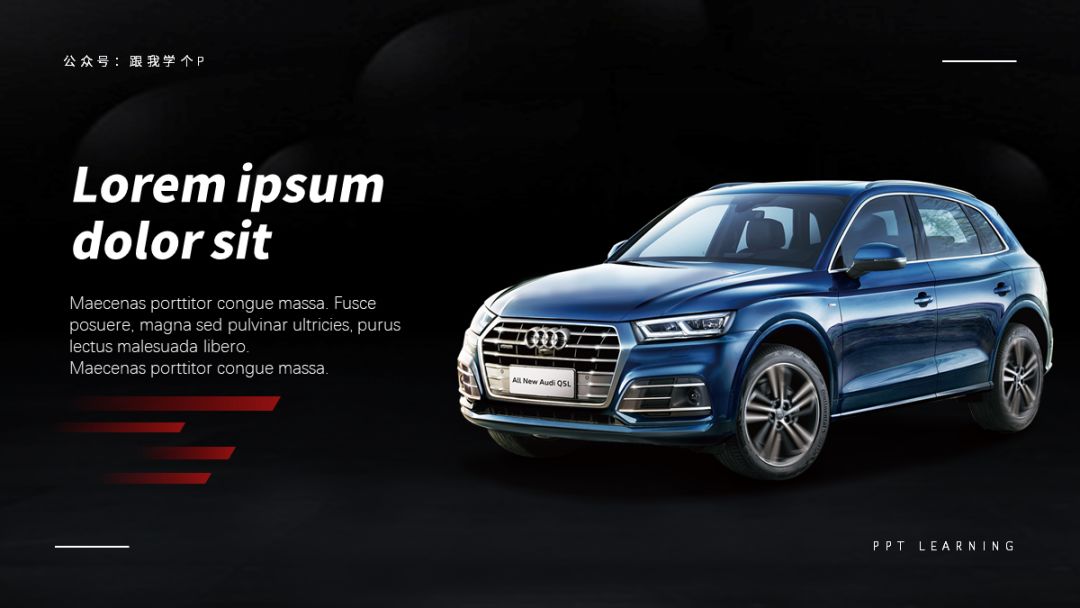 公众号：跟我学个P
Lorem ipsum
dolor sit
Maecenas porttitor congue massa. Fusce
posuere, magna sed pulvinar ultricies, purus
lectus malesuada libero.
Maecenas porttitor congue massa.
All New Audi Q5L
PPT LEARNING